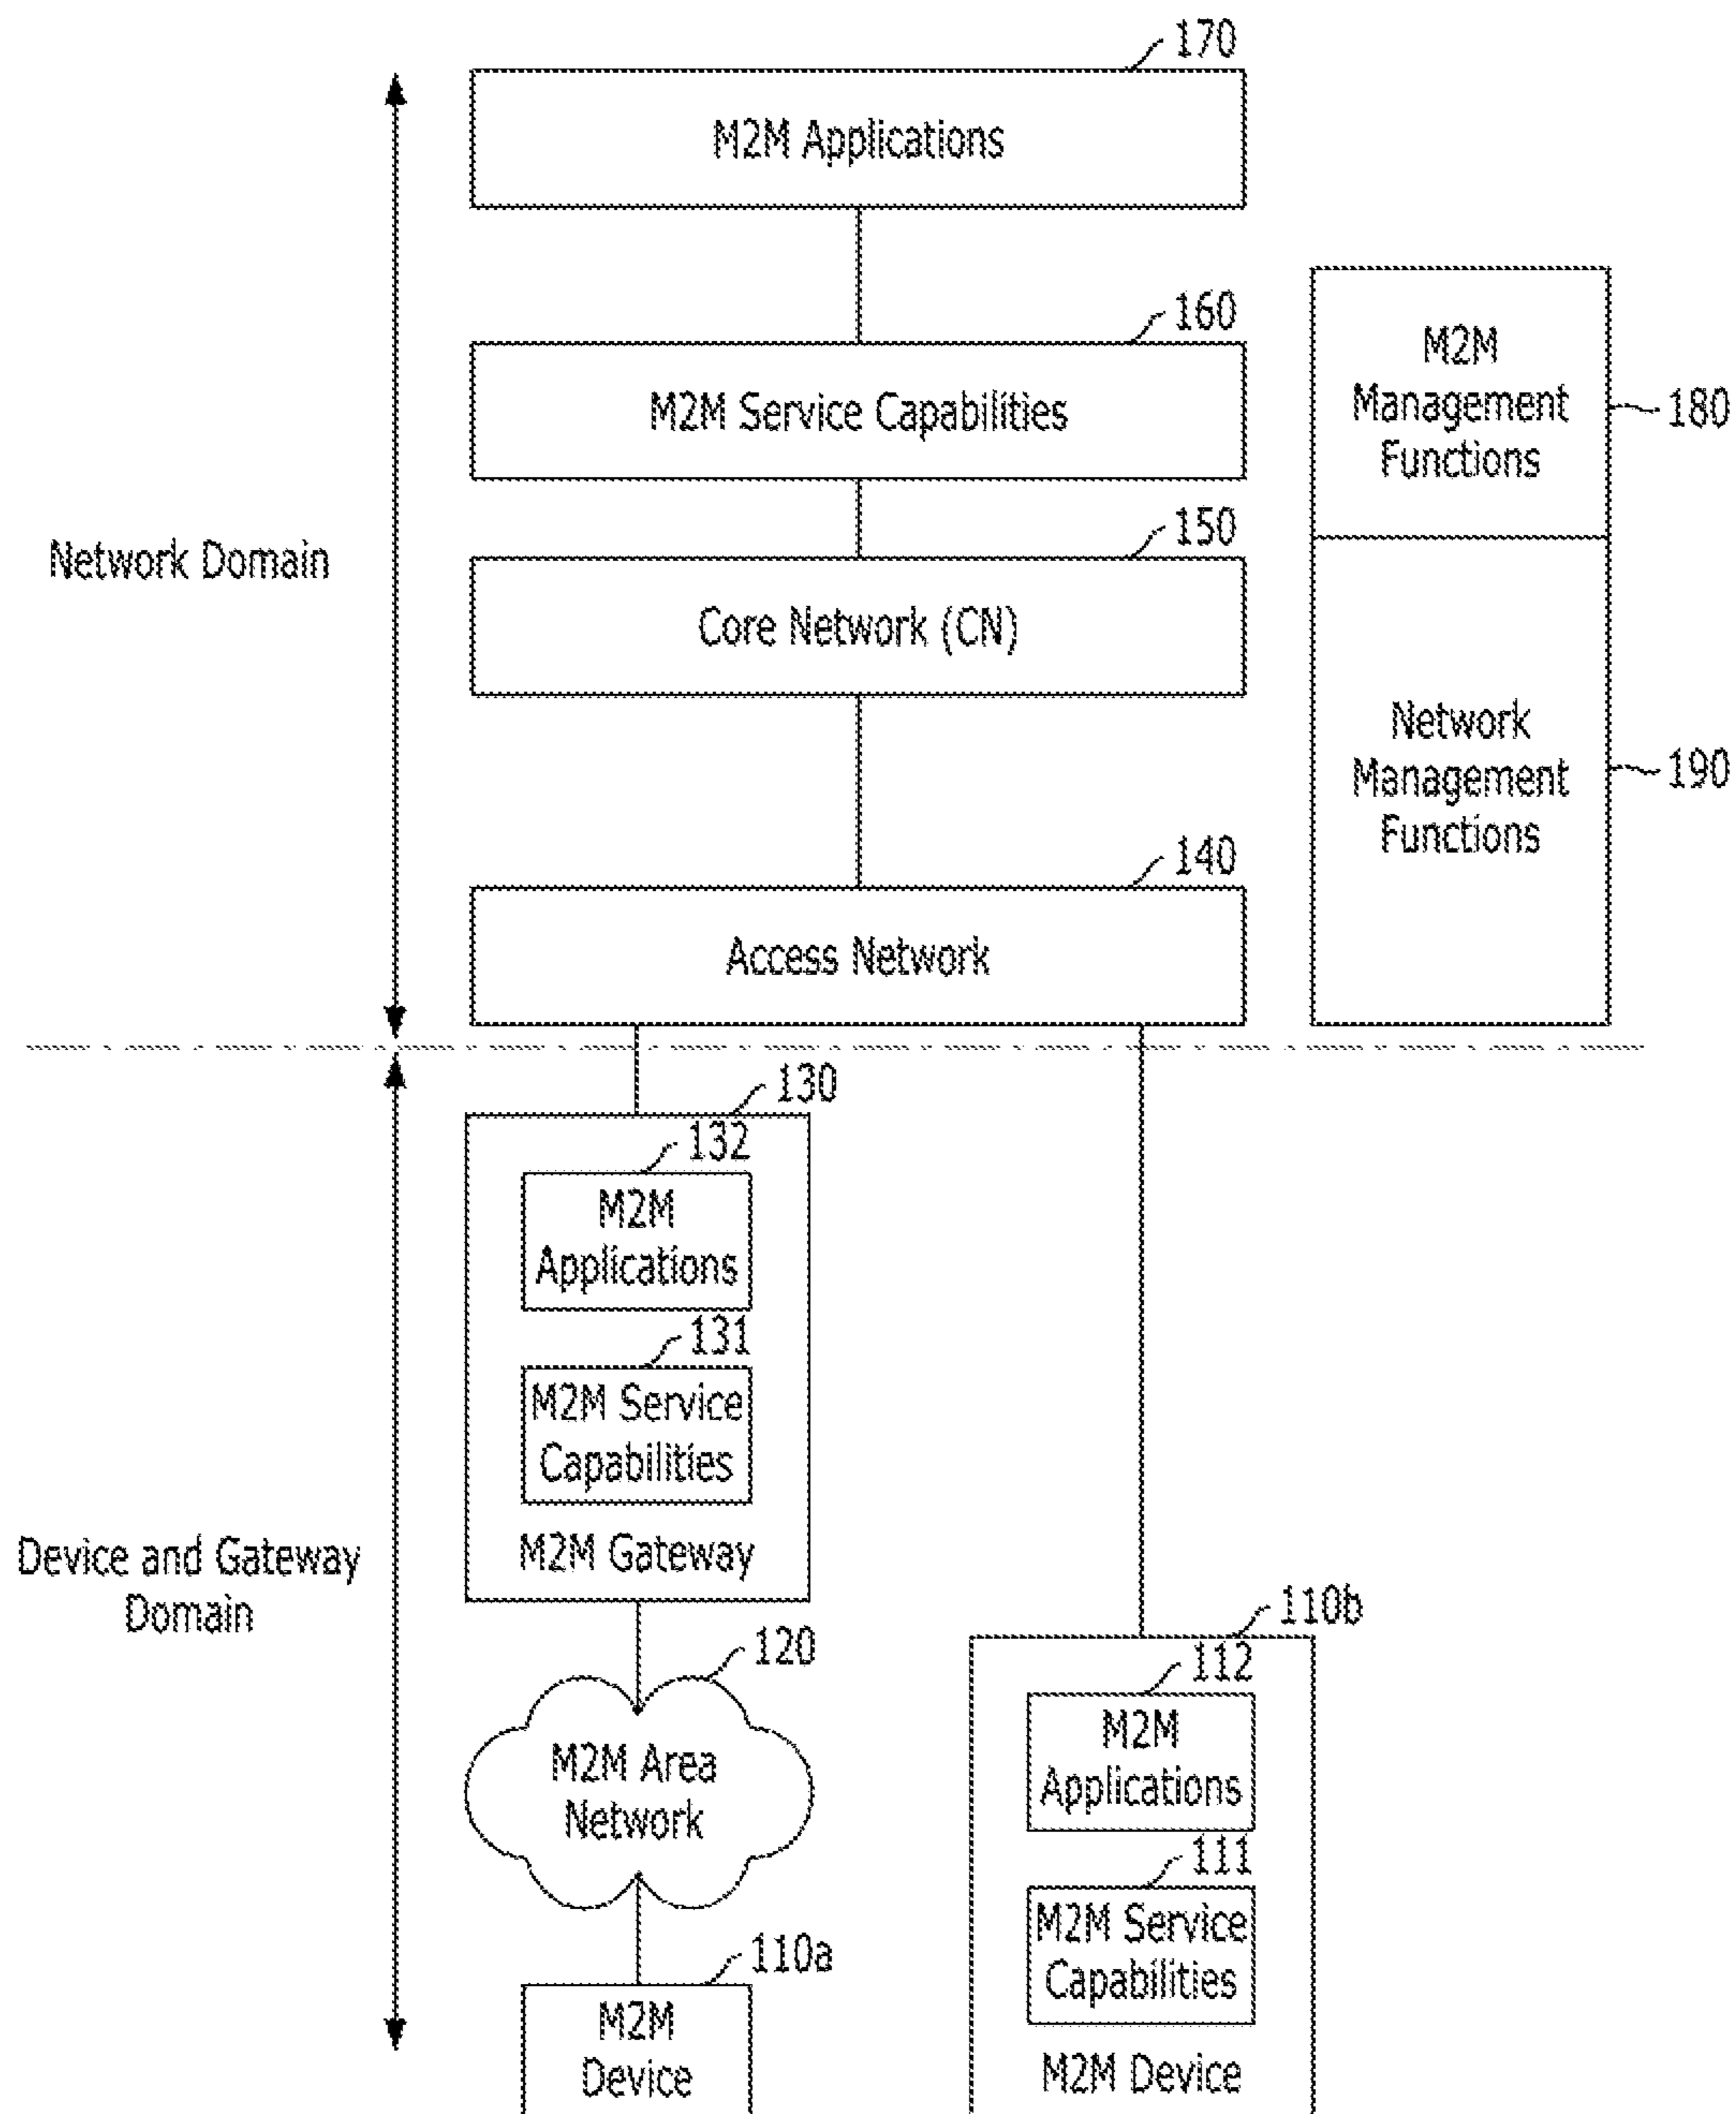 170
M2M Applications
160
M2M Service Capabilities
M2M
Management
Functions
180
Network Domain
150
Core Network (CN)
Network
Management
Functions
190
140
Access Network
130
132
M2M
Applications
131
M2M Service
Capabilities
M2M Gateway
Device and Gateway
Domain
120
M2M Area
Network
110a
M2M
Device
110b
112
M2M
Applications
111
M2M Service
Capabilities
M2M Device